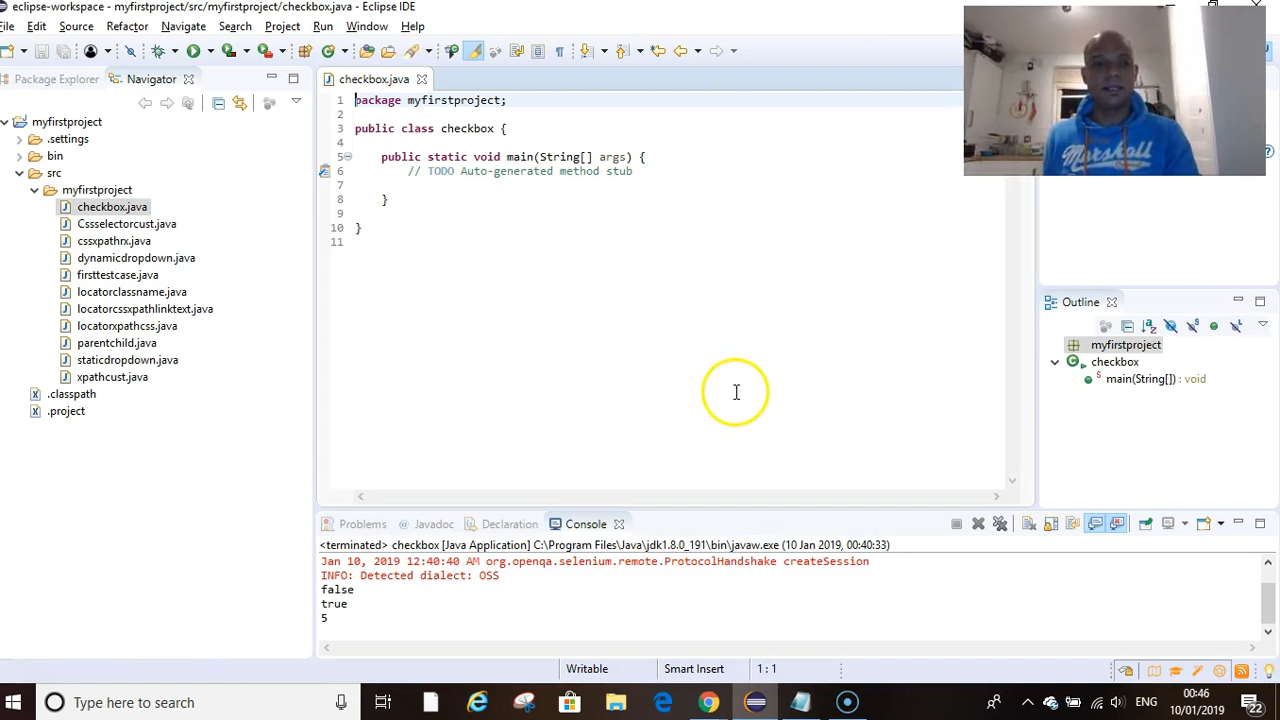 eclipse-workspace - myfirstproject/src/myfirstproject/checkbox.java - Eclipse IDE
File Edit Source Refactor Navigate Search Project Run Window Help
Package Explorer Navigator
checkbox.java
myfirstproject
.settings
bin
src
myfirstproject
checkbox.java
Cssselectorcust.java
cssxpathrx.java
dynamicdropdown.java
firsttestcase.java
locatorclassname.java
locatorcssxpathlinktext.java
locatorxpathcss.java
parentchild.java
staticdropdown.java
xpathcust.java
.classpath
.project
1 package myfirstproject;
2
3 public class checkbox {
4
5 public static void main(String[] args) {
6 // TODO Auto-generated method stub
7
8 }
9
10 }
11
Marshall
Outline
myfirstproject
checkbox
main(String[]) : void
Problems Javadoc Declaration Console
<terminated> checkbox [Java Application] C:\Program Files\Java\jdk1.8.0_191\bin\javaw.exe (10 Jan 2019, 00:40:33)
Jan 10, 2019 12:40:40 AM org.openqa.selenium.remote.ProtocolHandshake createSession
INFO: Detected dialect: OSS
false
true
5
Writable Smart Insert 1 : 1
Type here to search
ENG
00:46
10/01/2019
22